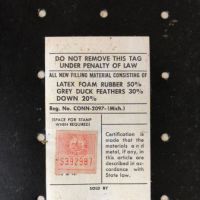 DO NOT REMOVE THIS TAG
UNDER PENALTY OF LAW
ALL NEW FILLING MATERIAL CONSISTING OF
LATEX FOAM RUBBER 50%
GREY DUCK FEATHERS 30%
DOWN 20%
Reg. No. CONN-2097-(Mich.)
(SPACE FOR STAMP
WHEN REQUIRED)
S392987
Certification is
made that the
materials and
metal, if any, in
this article are
described in
accordance with
State law.
SOLD BY